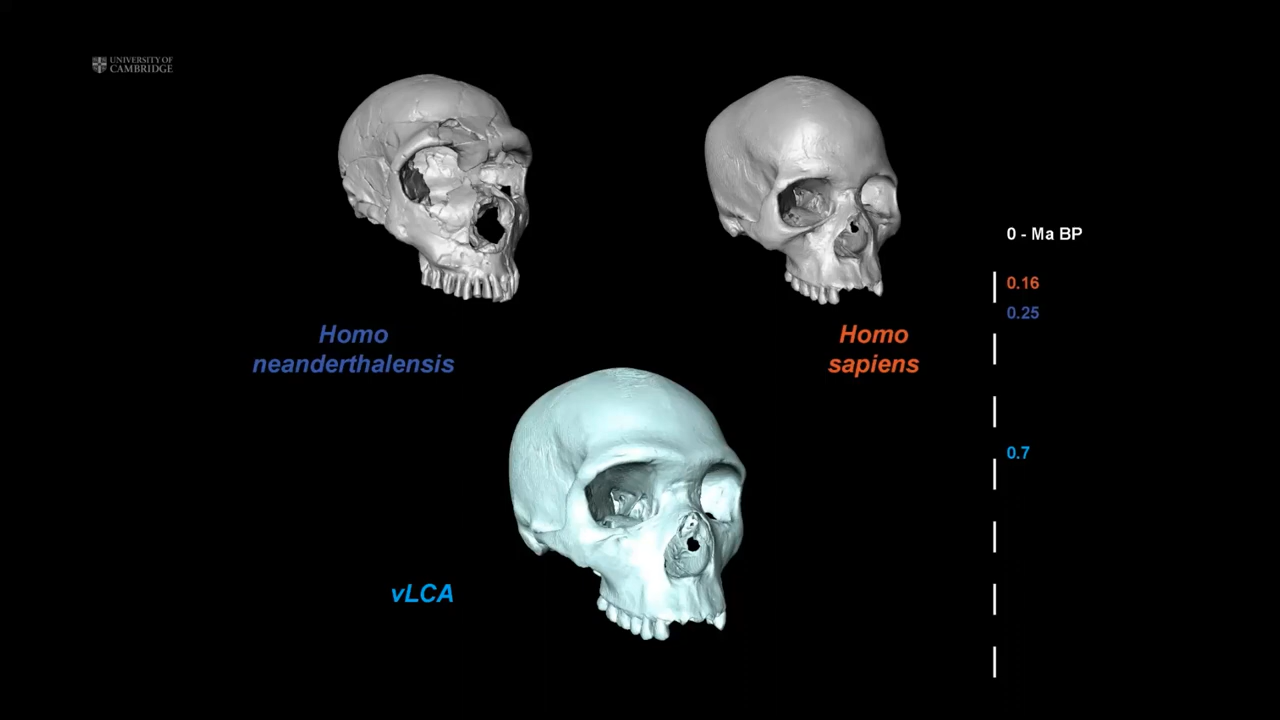 UNIVERSITY OF
CAMBRIDGE
Homo
neanderthalensis
Homo
sapiens
vLCA
0 - Ma BP
0.16
0.25
0.7